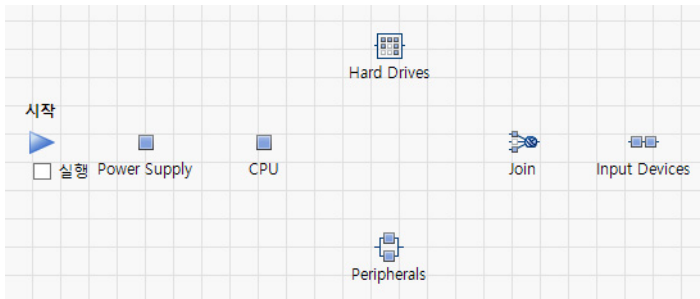 Hard Drives
시작
실행
Power Supply
CPU
Join
Input Devices
Peripherals